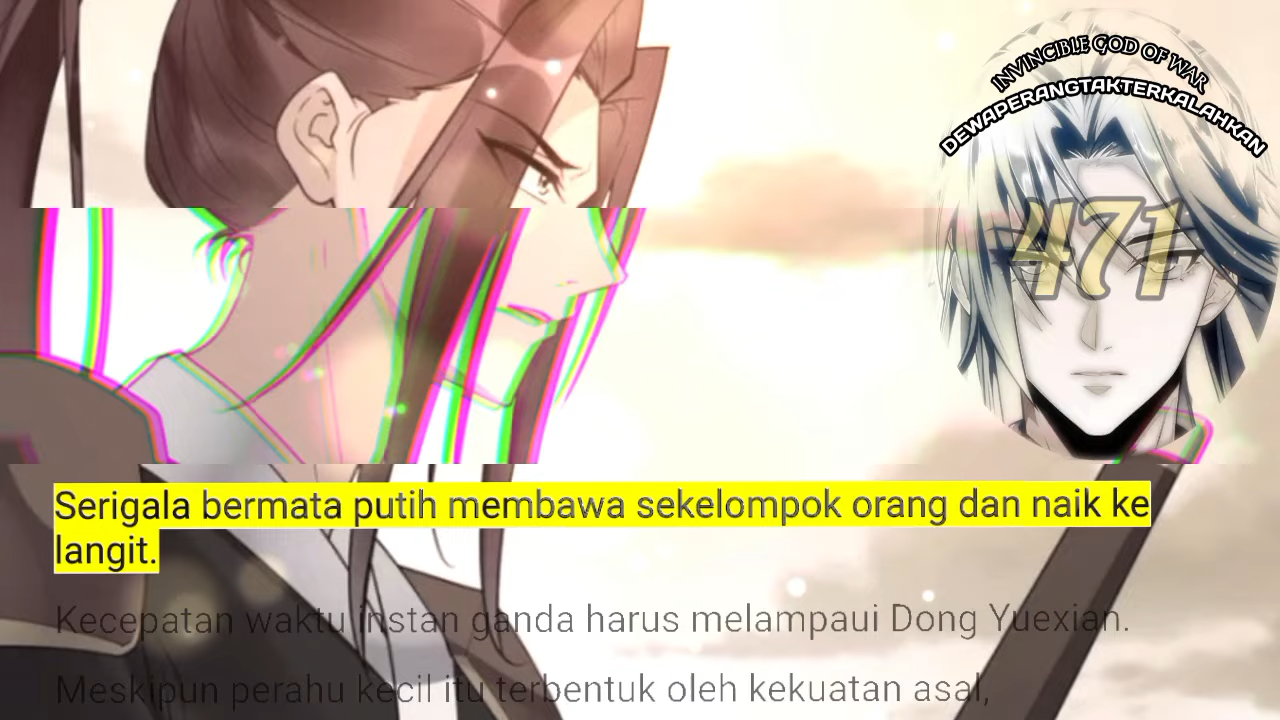 INVINCIBLE GOD OF WAR
DEWAPERANGTAKTERKALAHKAN
471
Serigala bermata putih membawa sekelompok orang dan naik ke
langit.
Kecepatan waktu instan ganda harus melampaui Dong Yuexian.
Meskipun perahu kecil itu terbentuk oleh kekuatan asal,